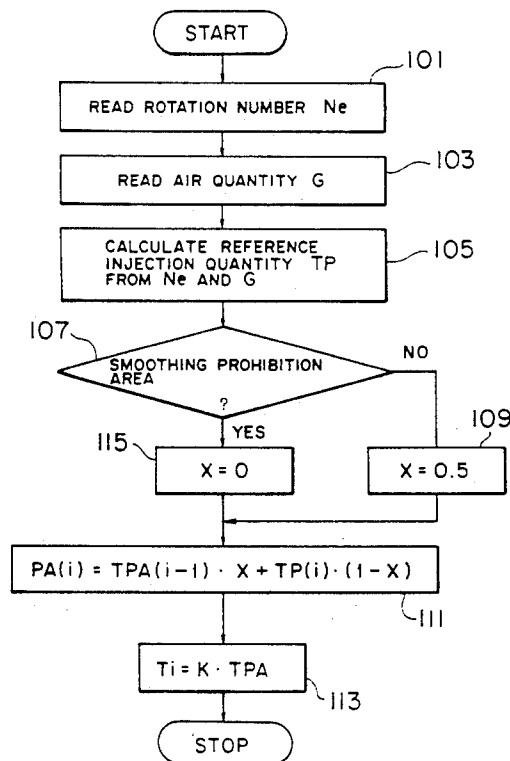 START
101
READ ROTATION NUMBER Ne
103
READ AIR QUANTITY G
105
CALCULATE REFERENCE
INJECTION QUANTITY TP
FROM Ne AND G
107
SMOOTHING PROHIBITION
AREA
?
NO
YES
115
X = 0
109
X = 0.5
PA(i) = TPA(i-1) · X + TP(i) · (1-X)
111
Ti = K · TPA
113
STOP